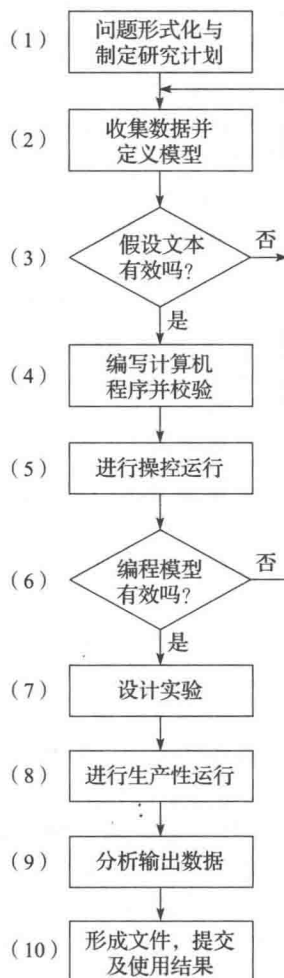 (1)
问题形式化与
制定研究计划
(2)
收集数据并
定义模型
(3)
假设文本
有效吗?
否
是
(4)
编写计算机
程序并校验
(5)
进行操控运行
(6)
编程模型
有效吗?
否
是
(7)
设计实验
(8)
进行生产性运行
(9)
分析输出数据
(10)
形成文件，提交
及使用结果